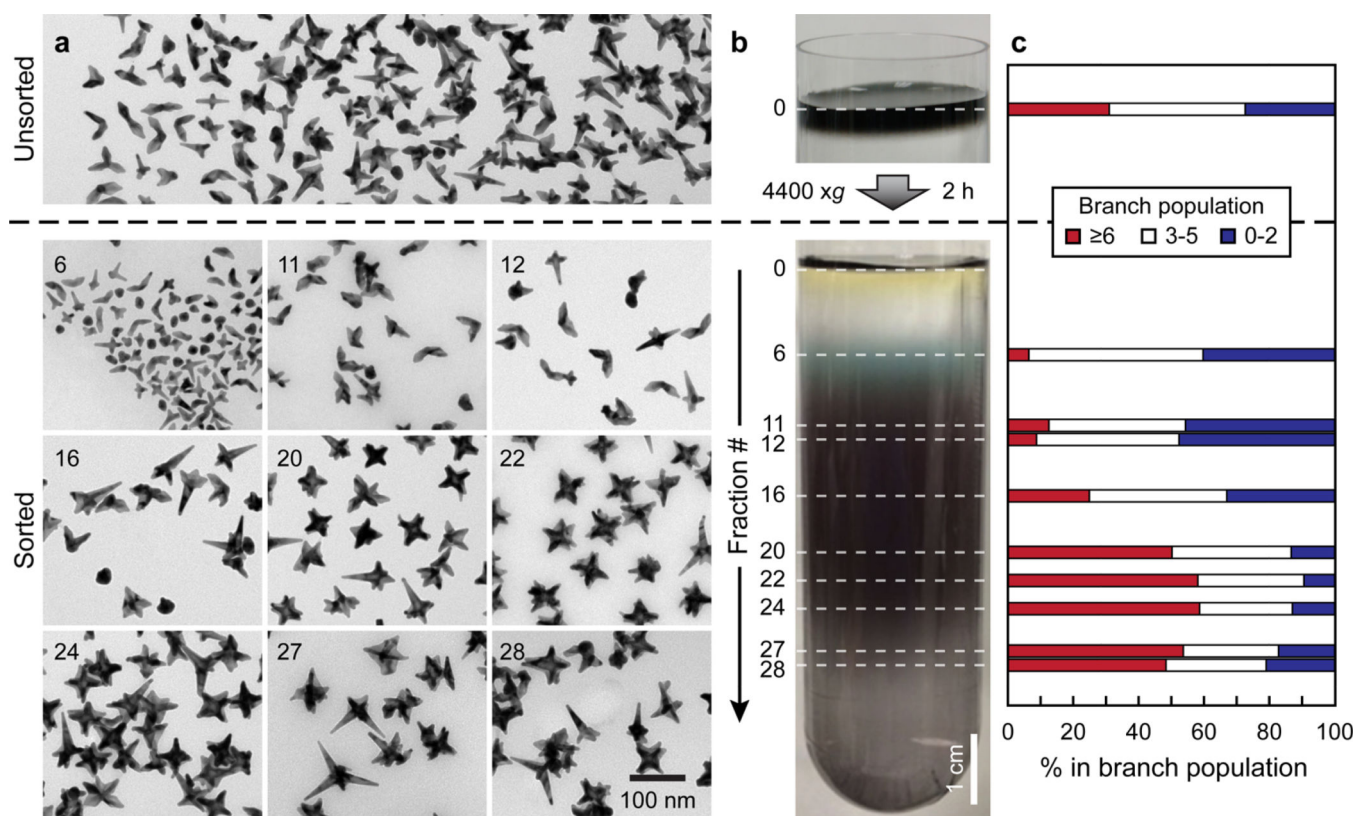 Unsorted
a
b
0
4400 xg
2 h
c
Branch population
≥6
3-5
0-2
Sorted
6
11
12
16
20
22
24
27
28
100 nm
Fraction #
0
6
11
12
16
20
22
24
27
28
1 cm
0 20 40 60 80 100
% in branch population